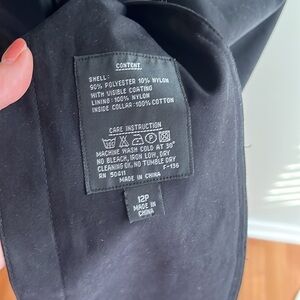 CONTENT
SHELL:
90% POLYESTER 10% NYLON
WITH VISIBLE COATING
LINING: 100% NYLON
INSIDE COLLAR: 100% COTTON
CARE INSTRUCTION
MACHINE WASH COLD AT 30°
NO BLEACH, IRON LOW, DRY
CLEANING OK, NO TUMBLE DRY
RN 50611 F-136
MADE IN CHINA
12P
MADE IN
CHINA